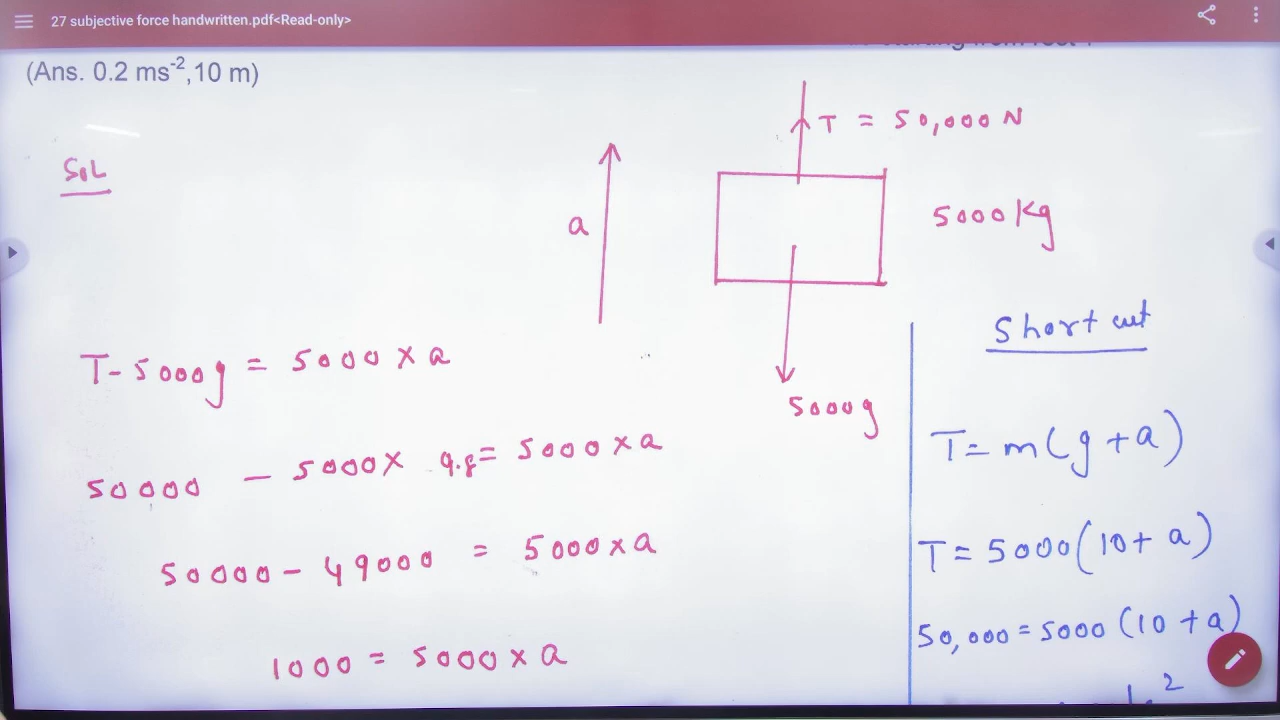 27 subjective force handwritten.pdf<Read-only>
(Ans. 0.2 ms⁻²,10 m)
Sol
a
T = 50,000 N
5000 Kg
5000g
T - 5000g = 5000 × a
50000 - 5000× 9.8 = 5000 × a
50000 - 49000 = 5000 × a
1000 = 5000 × a
Short cut
T = m(g + a)
T = 5000(10 + a)
50,000 = 5000 (10 + a)